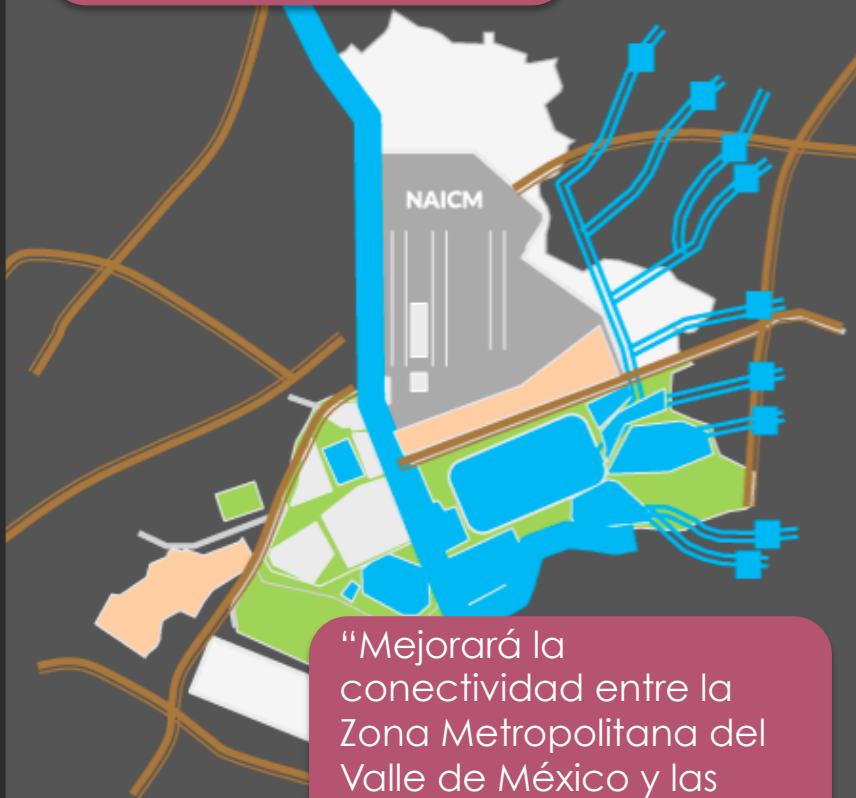 NAICM
“Mejorará la
conectividad entre la
Zona Metropolitana del
Valle de México y las